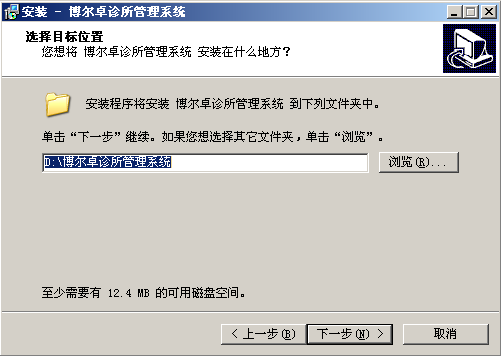 安装 - 博尔卓诊所管理系统
选择目标位置
您想将 博尔卓诊所管理系统 安装在什么地方？
安装程序将安装 博尔卓诊所管理系统 到下列文件夹中。
单击“下一步”继续。如果您想选择其它文件夹，单击“浏览”。
D:\博尔卓诊所管理系统
浏览(R)...
至少需要有 12.4 MB 的可用磁盘空间。
< 上一步(B) 下一步(N) > 取消